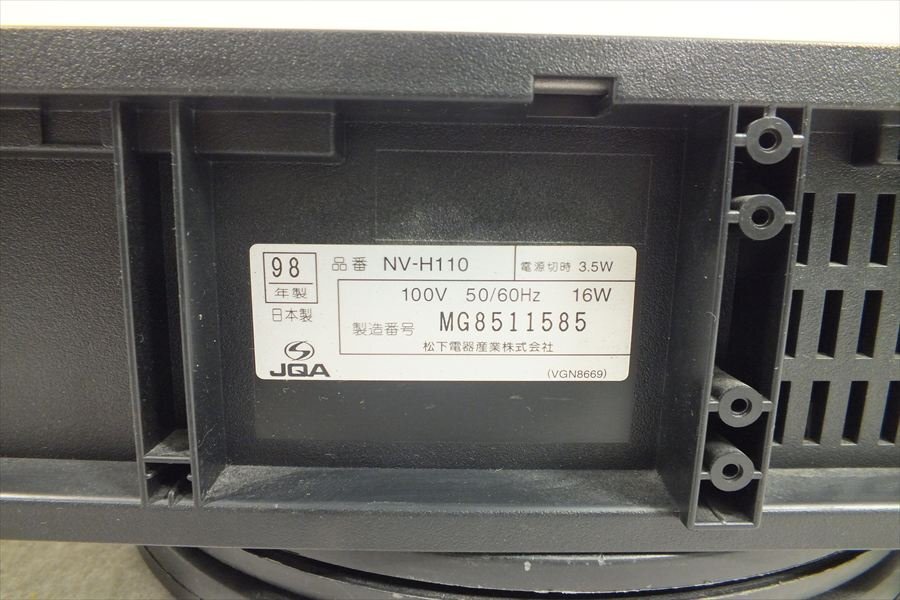 98
年製
日本製
JQA
品番 NV-H110
電源切時 3.5W
100V 50/60Hz 16W
製造番号 MG8511585
松下電器産業株式会社
(VGN8669)